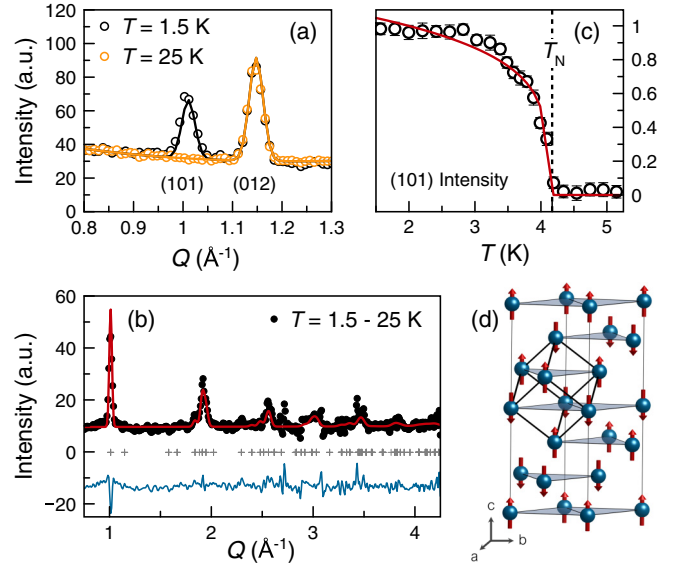 120
100
80
60
40
20
0
Intensity (a.u.)
T = 1.5 K
T = 25 K
(a)
(101)
(012)
0.8
0.9
1
1.1
1.2
1.3
Q (Å⁻¹)
(c)
T_N
(101) Intensity
1
0.8
0.6
0.4
0.2
0
2
3
4
5
T (K)
60
40
20
0
−20
Intensity (a.u.)
(b)
T = 1.5 - 25 K
1
2
3
4
Q (Å⁻¹)
(d)
c
a
b